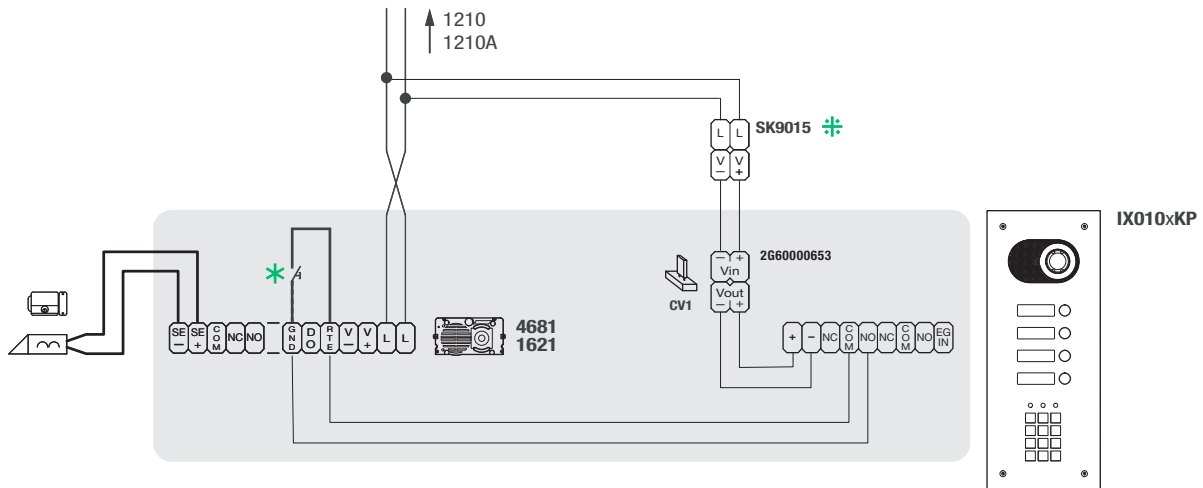 1210
1210A
L L
SK9015
V – V +
IX010xKP
– +
Vin
2G60000653
CV1
Vout
– +
SE – SE + COM NC NO GND DO RTE V – V + L L
4681
1621
+ – NC COM NO NC COM NO EG IN